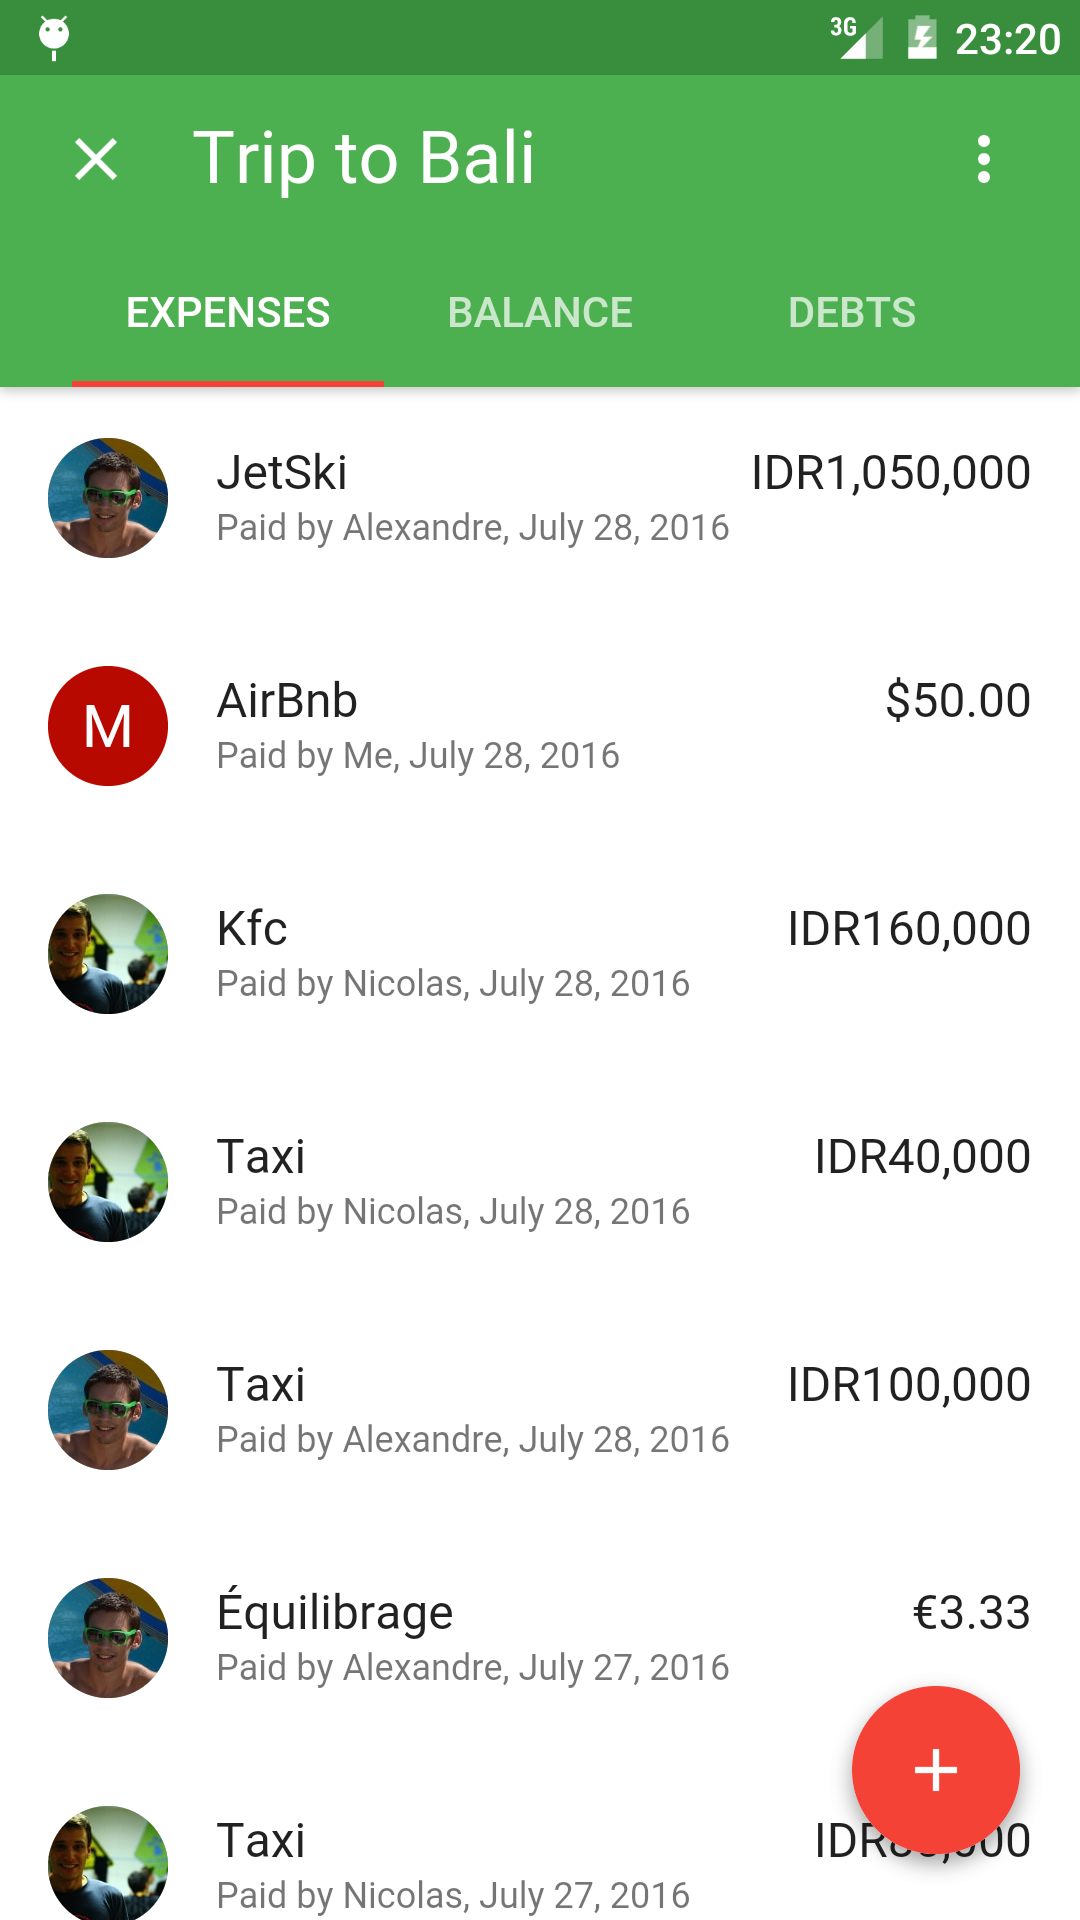 3G 23:20
Trip to Bali
EXPENSES BALANCE DEBTS
JetSki IDR1,050,000
Paid by Alexandre, July 28, 2016
M
AirBnb $50.00
Paid by Me, July 28, 2016
Kfc IDR160,000
Paid by Nicolas, July 28, 2016
Taxi IDR40,000
Paid by Nicolas, July 28, 2016
Taxi IDR100,000
Paid by Alexandre, July 28, 2016
Équilibrage €3.33
Paid by Alexandre, July 27, 2016
Taxi
Paid by Nicolas, July 27, 2016